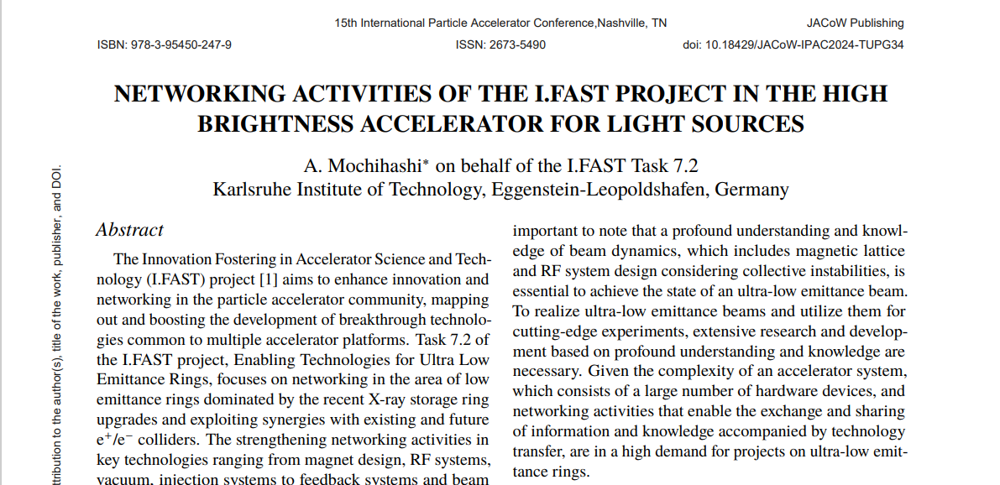 15th International Particle Accelerator Conference,Nashville, TN
JACoW Publishing
ISBN: 978-3-95450-247-9
ISSN: 2673-5490
doi: 10.18429/JACoW-IPAC2024-TUPG34
NETWORKING ACTIVITIES OF THE I.FAST PROJECT IN THE HIGH
BRIGHTNESS ACCELERATOR FOR LIGHT SOURCES
A. Mochihashi* on behalf of the I.FAST Task 7.2
Karlsruhe Institute of Technology, Eggenstein-Leopoldshafen, Germany
Abstract
The Innovation Fostering in Accelerator Science and Tech-
nology (I.FAST) project [1] aims to enhance innovation and
networking in the particle accelerator community, mapping
out and boosting the development of breakthrough technolo-
gies common to multiple accelerator platforms. Task 7.2 of
the I.FAST project, Enabling Technologies for Ultra Low
Emittance Rings, focuses on networking in the area of low
emittance rings dominated by the recent X-ray storage ring
upgrades and exploiting synergies with existing and future
e⁺/e⁻ colliders. The strengthening networking activities in
key technologies ranging from magnet design, RF systems,
vacuum, injection systems to feedback systems and beam
important to note that a profound understanding and knowl-
edge of beam dynamics, which includes magnetic lattice
and RF system design considering collective instabilities, is
essential to achieve the state of an ultra-low emittance beam.
To realize ultra-low emittance beams and utilize them for
cutting-edge experiments, extensive research and develop-
ment based on profound understanding and knowledge are
necessary. Given the complexity of an accelerator system,
which consists of a large number of hardware devices, and
networking activities that enable the exchange and sharing
of information and knowledge accompanied by technology
transfer, are in a high demand for projects on ultra-low emit-
tance rings.
ttribution to the author(s), title of the work, publisher, and DOI.